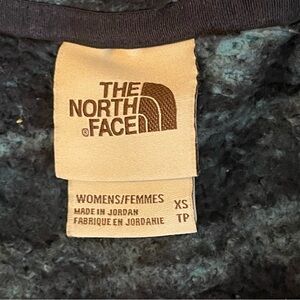 THE
NORTH
FACE
®
WOMENS/FEMMES XS
MADE IN JORDAN
FABRIQUE EN JORDANIE TP